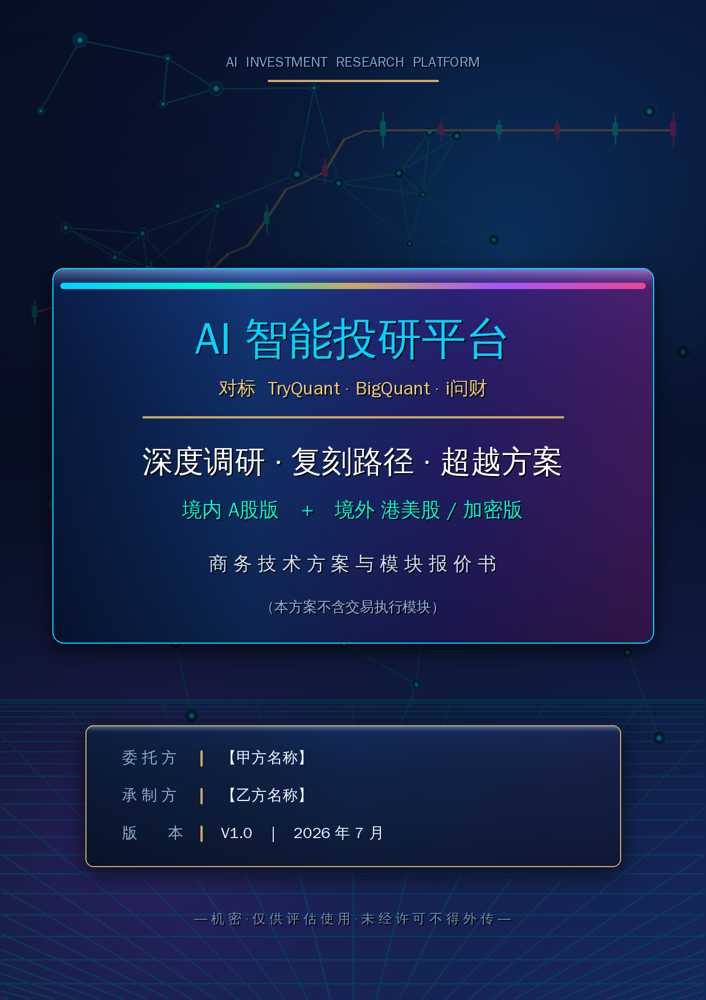 AI INVESTMENT RESEARCH PLATFORM
AI 智能投研平台
对标 TryQuant · BigQuant · i问财
深度调研 · 复刻路径 · 超越方案
境内 A股版 + 境外 港美股 / 加密版
商务技术方案与模块报价书
（本方案不含交易执行模块）
委托方 | 【甲方名称】
承制方 | 【乙方名称】
版 本 | V1.0 | 2026 年 7 月
— 机密 · 仅供评估使用 · 未经许可不得外传 —